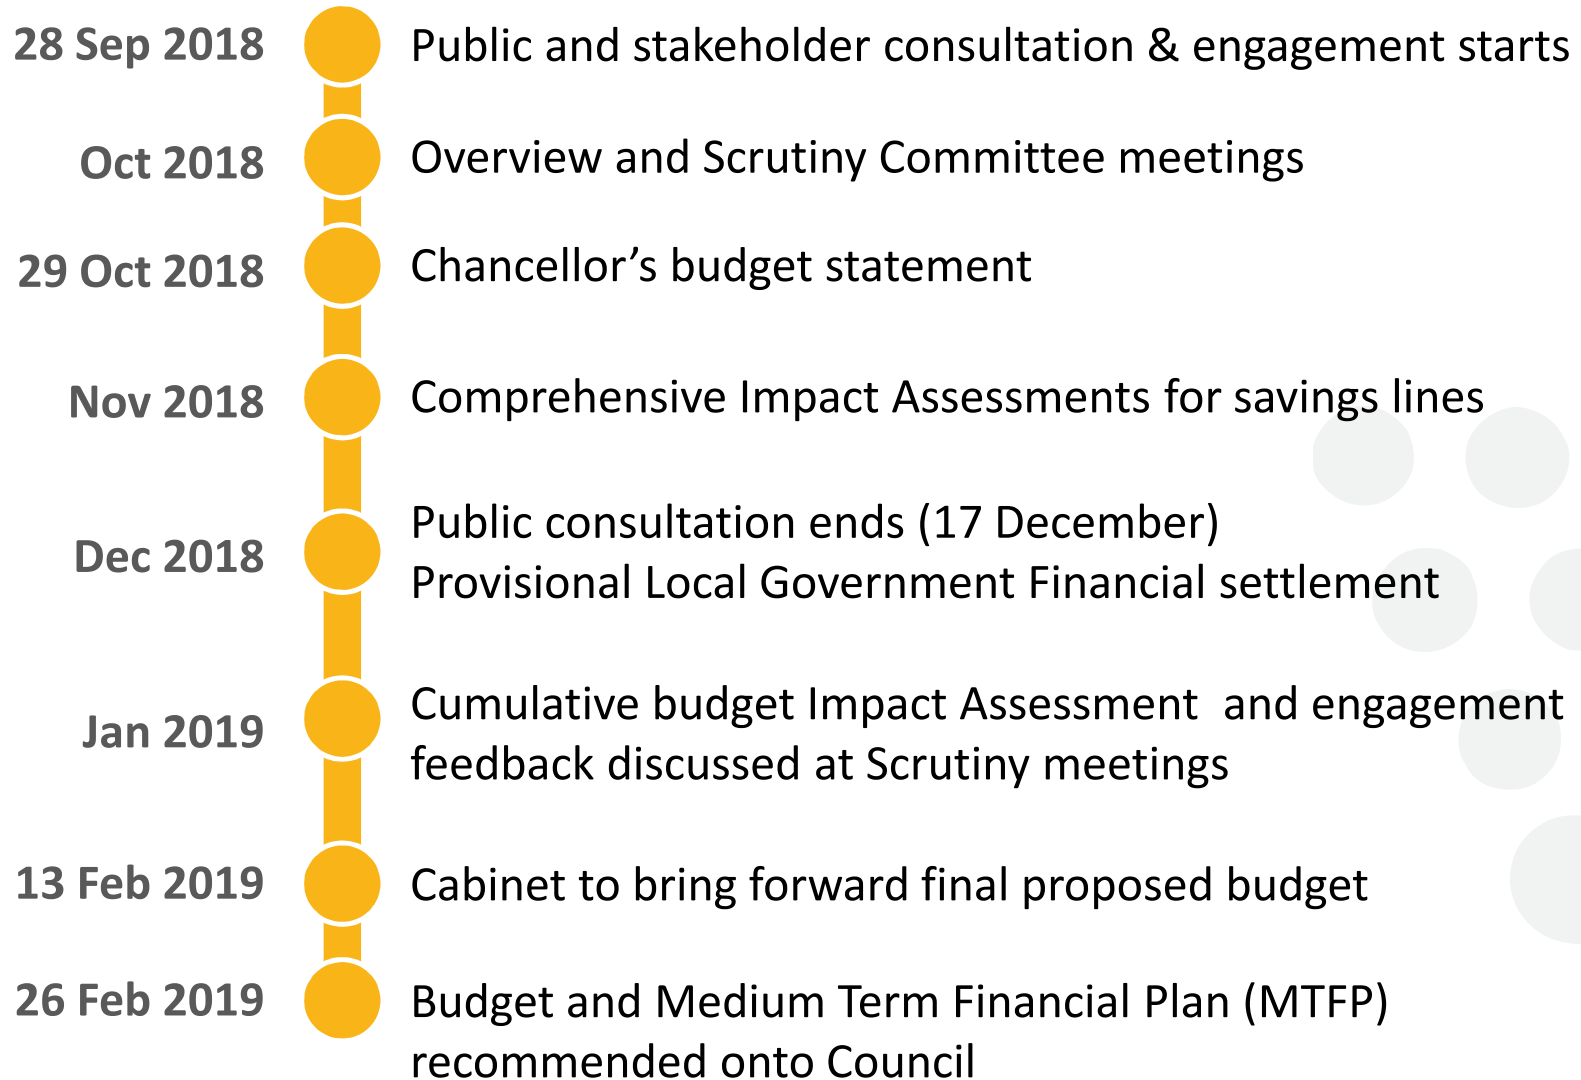 28 Sep 2018 Public and stakeholder consultation & engagement starts
Oct 2018 Overview and Scrutiny Committee meetings
29 Oct 2018 Chancellor’s budget statement
Nov 2018 Comprehensive Impact Assessments for savings lines
Dec 2018 Public consultation ends (17 December)
Provisional Local Government Financial settlement
Jan 2019 Cumulative budget Impact Assessment  and engagement
feedback discussed at Scrutiny meetings
13 Feb 2019 Cabinet to bring forward final proposed budget
26 Feb 2019 Budget and Medium Term Financial Plan (MTFP)
recommended onto Council